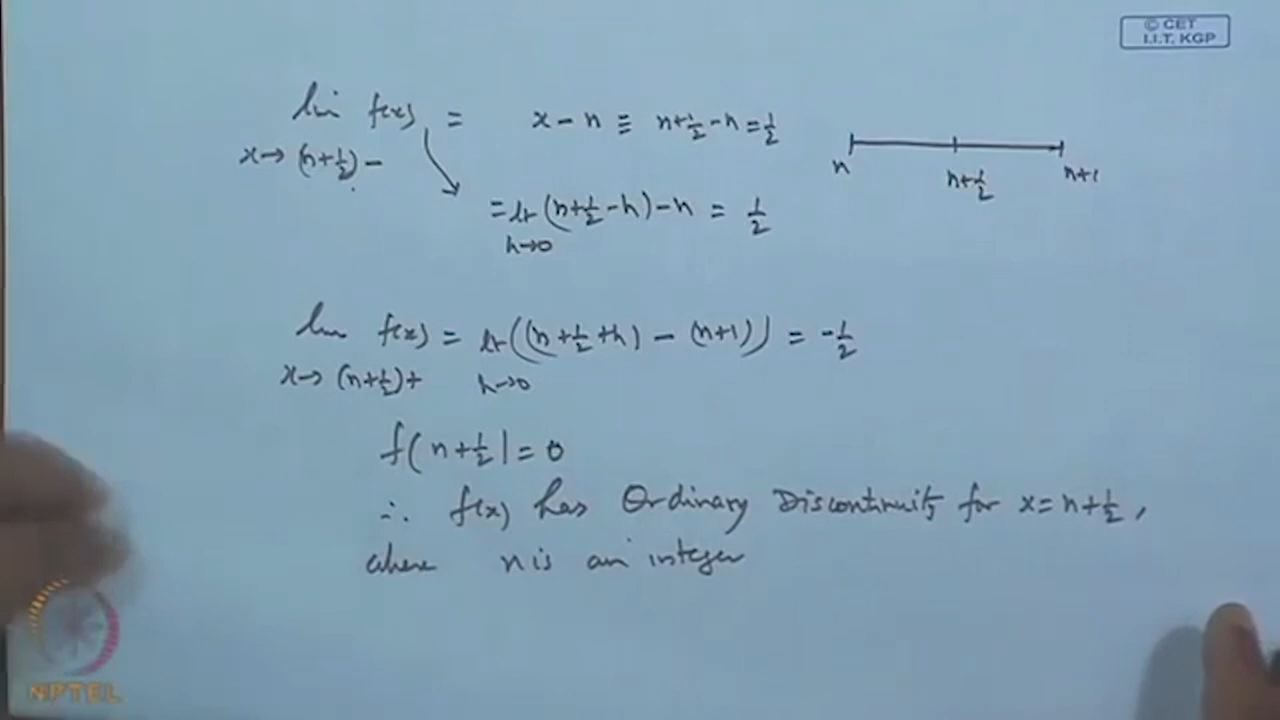 © CET
I.I.T. KGP
lim f(x) = x - n ≡ n+½-n = ½
x→(n+½)-
n n+½ n+1
= lt (n+½-h)-n = ½
h→0
lim f(x) = lt((n+½+h) - (n+1)) = -½
x→(n+½)+ h→0
f(n+½) = 0
∴ f(x) has Ordinary Discontinuity for x = n+½,
where n is an integer
NPTEL